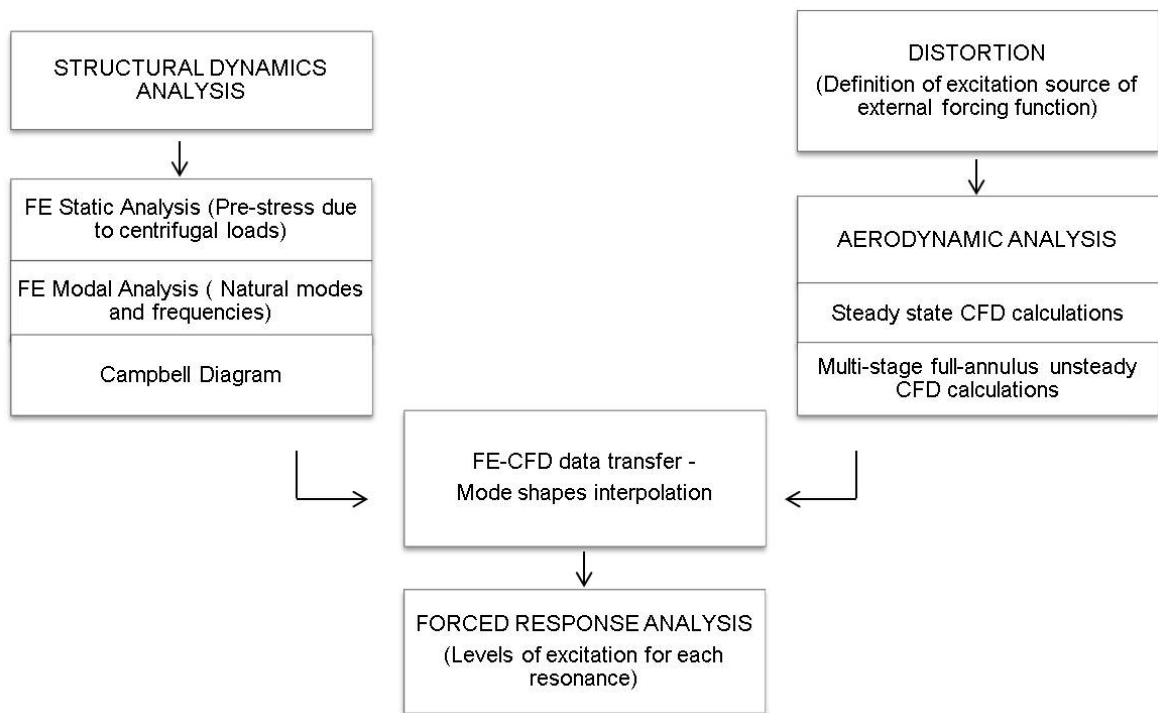 STRUCTURAL DYNAMICS
ANALYSIS
FE Static Analysis (Pre-stress due
to centrifugal loads)
FE Modal Analysis ( Natural modes
and frequencies)
Campbell Diagram
DISTORTION
(Definition of excitation source of
external forcing function)
AERODYNAMIC ANALYSIS
Steady state CFD calculations
Multi-stage full-annulus unsteady
CFD calculations
FE-CFD data transfer -
Mode shapes interpolation
FORCED RESPONSE ANALYSIS
(Levels of excitation for each
resonance)